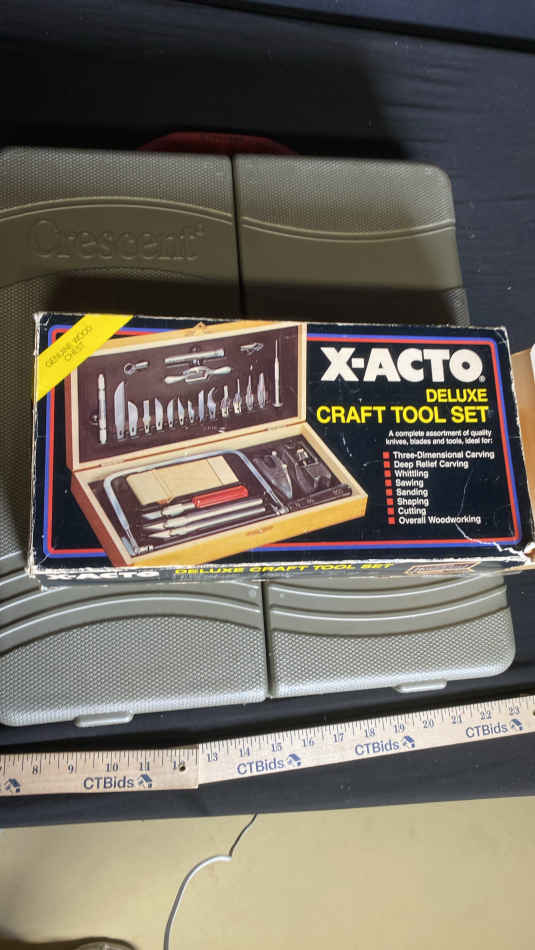 Crescent
GENUINE WOOD
CHEST
X-ACTO®
DELUXE
CRAFT TOOL SET
A complete assortment of quality
knives, blades and tools, ideal for:
Three-Dimensional Carving
Deep Relief Carving
Whittling
Sewing
Sanding
Shaping
Cutting
Overall Woodworking
X-ACTO DELUXE CRAFT TOOL SET
8 9 10 11 12 13 14 15 16 17 18 19 20 21 22 23
CTBids CTBids CTBids CTBids